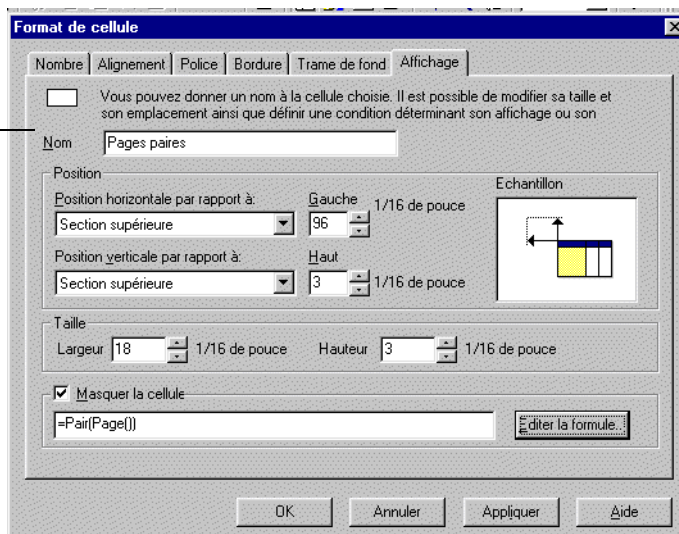 Format de cellule
Nombre Alignement Police Bordure Trame de fond Affichage
Vous pouvez donner un nom à la cellule choisie. Il est possible de modifier sa taille et
son emplacement ainsi que définir une condition déterminant son affichage ou son
Nom Pages paires
Position
Echantillon
Position horizontale par rapport à: Gauche
Section supérieure 96 1/16 de pouce
Position verticale par rapport à: Haut
Section supérieure 3 1/16 de pouce
Taille
Largeur 18 1/16 de pouce Hauteur 3 1/16 de pouce
Masquer la cellule
=Pair(Page()) Editer la formule..
OK Annuler Appliquer Aide